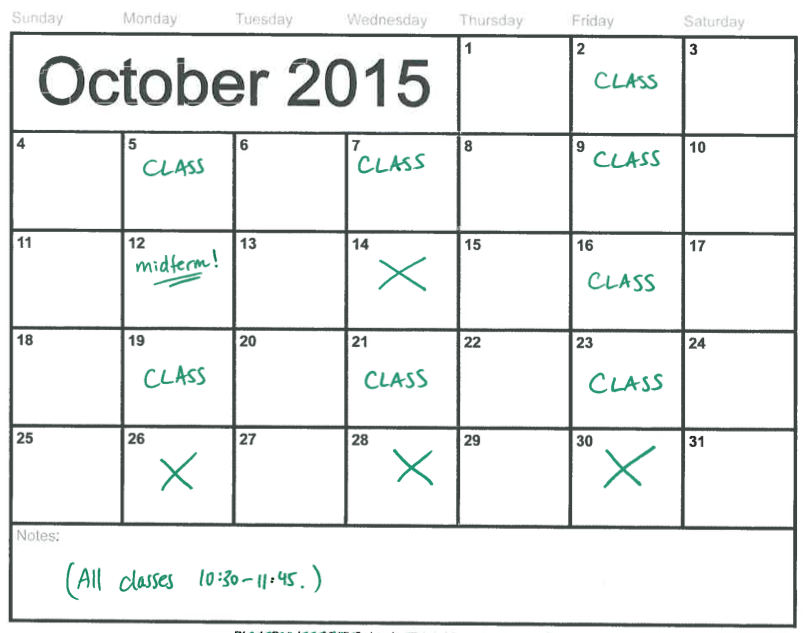 Sunday Monday Tuesday Wednesday Thursday Friday Saturday
October 2015
1 2 3
CLASS
4 5 6 7 8 9 10
CLASS CLASS CLASS
11 12 13 14 15 16 17
midterm! X
CLASS
18 19 20 21 22 23 24
CLASS CLASS CLASS
25 26 27 28 29 30 31
X X X
Notes:
(All classes 10:30-11:45.)